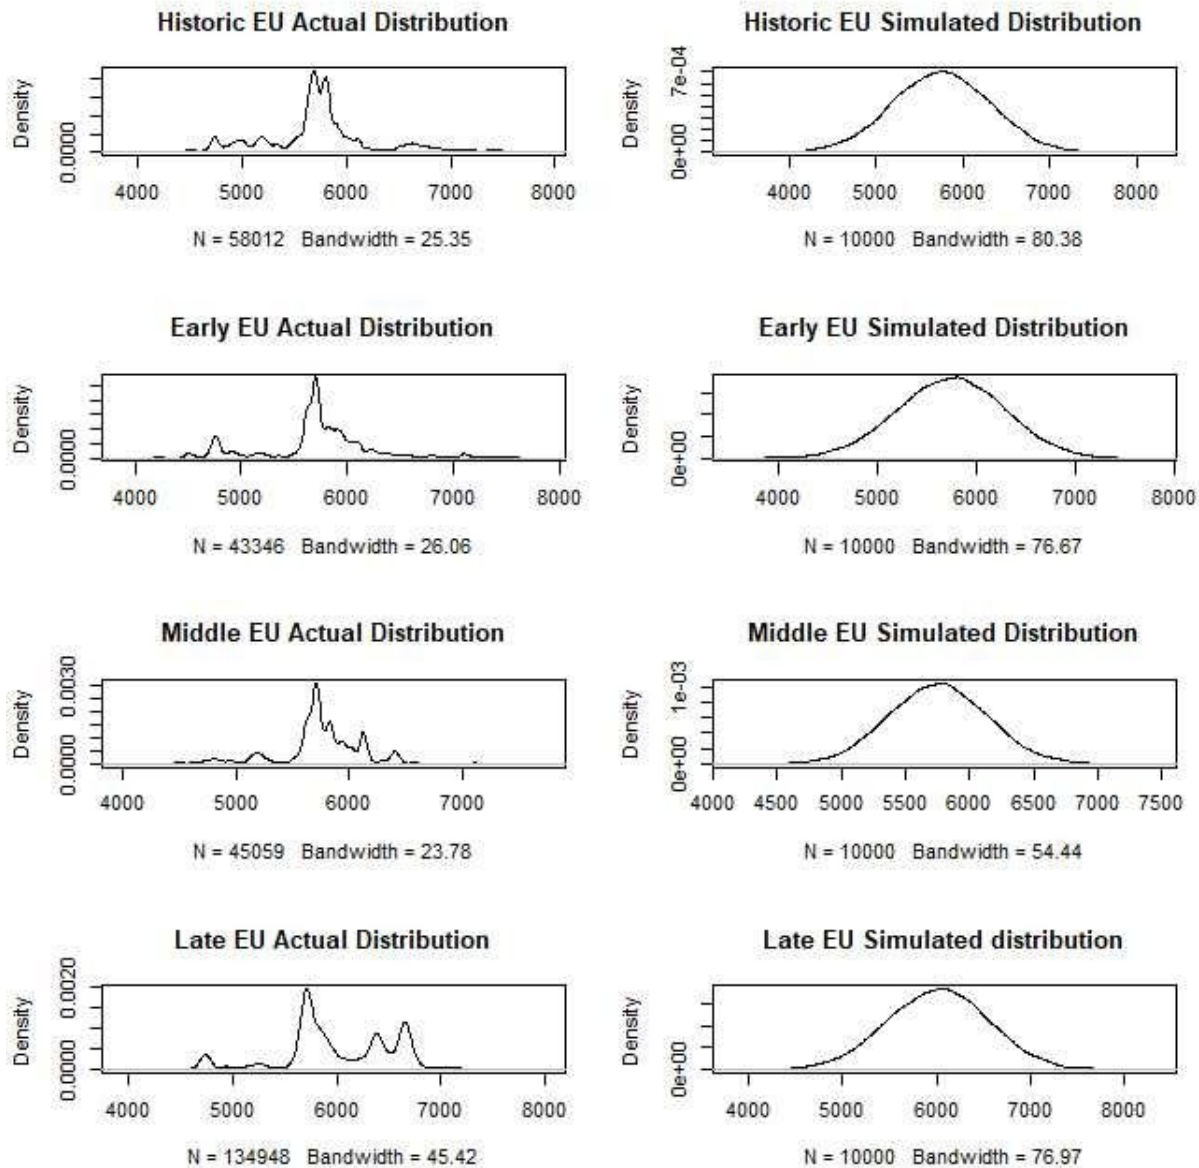 Historic EU Actual Distribution
Density
0.0000
4000 5000 6000 7000 8000
N = 58012 Bandwidth = 25.35
Historic EU Simulated Distribution
Density
0e+00 7e-04
4000 5000 6000 7000 8000
N = 10000 Bandwidth = 80.38
Early EU Actual Distribution
Density
0.0000
4000 5000 6000 7000 8000
N = 43346 Bandwidth = 26.06
Early EU Simulated Distribution
Density
0e+00
4000 5000 6000 7000 8000
N = 10000 Bandwidth = 76.67
Middle EU Actual Distribution
Density
0.0000 0.0030
4000 5000 6000 7000
N = 45059 Bandwidth = 23.78
Middle EU Simulated Distribution
Density
0e+00 1e-03
4000 4500 5000 5500 6000 6500 7000 7500
N = 10000 Bandwidth = 54.44
Late EU Actual Distribution
Density
0.0000 0.0020
4000 5000 6000 7000 8000
N = 134948 Bandwidth = 45.42
Late EU Simulated distribution
Density
0e+00
4000 5000 6000 7000 8000
N = 10000 Bandwidth = 76.97